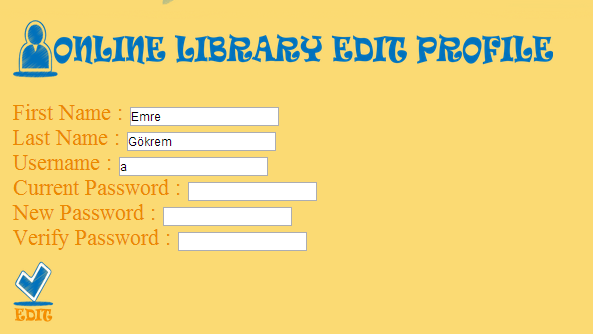 ONLINE LIBRARY EDIT PROFILE
First Name : Emre
Last Name : Gökrem
Username : a
Current Password :
New Password :
Verify Password :
EDIT